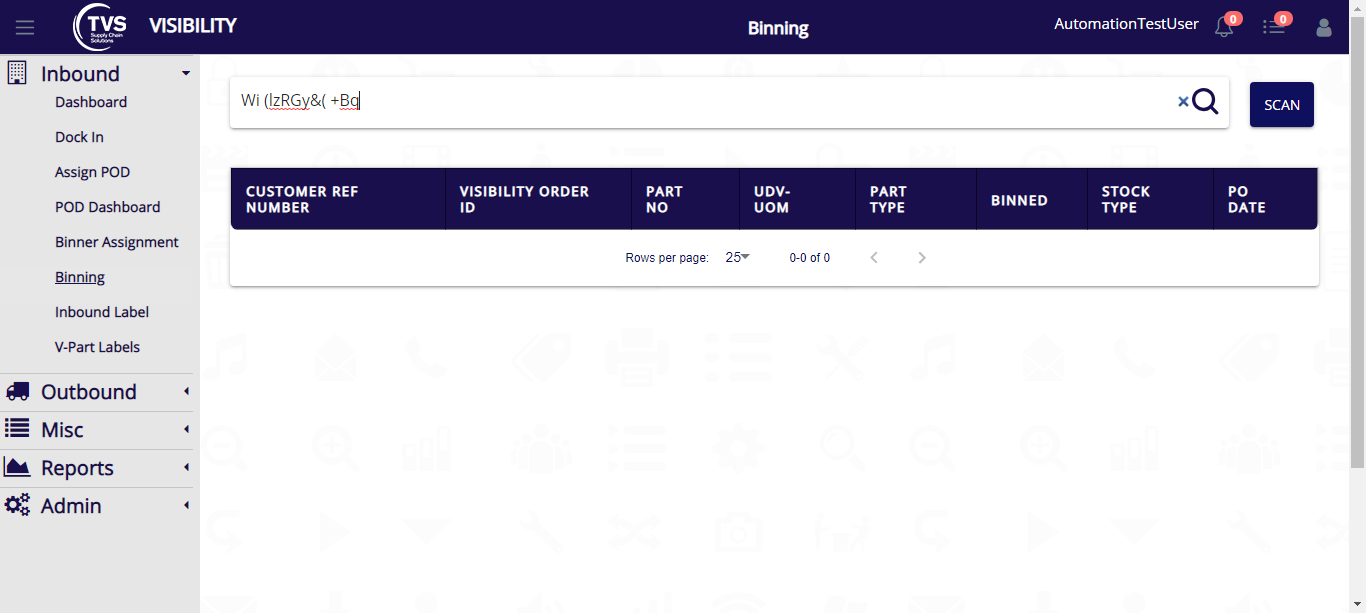 TVS
Supply Chain
Solutions
VISIBILITY
Binning
AutomationTestUser
0
0
Inbound
Dashboard
Dock In
Assign POD
POD Dashboard
Binner Assignment
Binning
Inbound Label
V-Part Labels
Outbound
Misc
Reports
Admin
Wi (lzRGy&( +Bq
×
SCAN
CUSTOMER REF NUMBER
VISIBILITY ORDER ID
PART NO
UDV-UOM
PART TYPE
BINNED
STOCK TYPE
PO DATE
Rows per page: 25 0-0 of 0